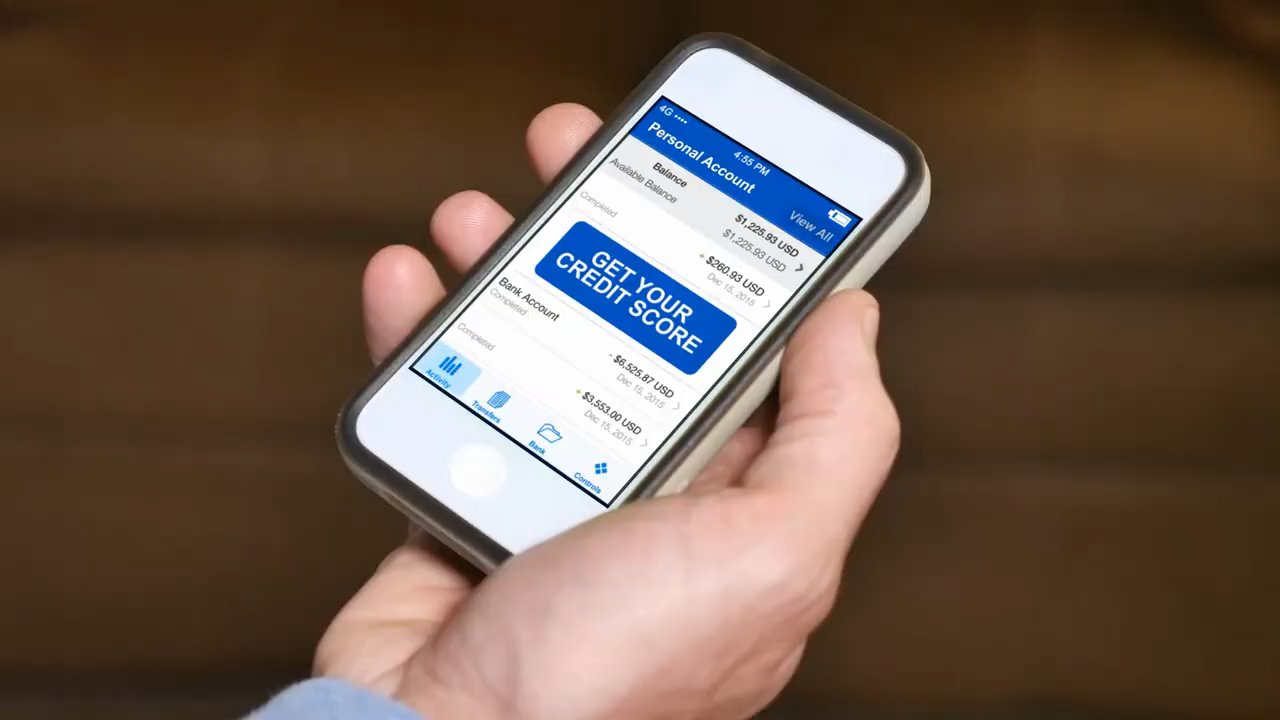 4G
4:55 PM
Personal Account
View All
Balance
$1,225.93 USD
Available Balance
$1,225.93 USD
Completed
+ $260.93 USD
Dec 15, 2015
GET YOUR
CREDIT SCORE
Bank Account
Completed
- $6,525.87 USD
Dec 15, 2015
Completed
+ $3,553.00 USD
Dec 15, 2015
Activity
Transfers
Bank
Controls